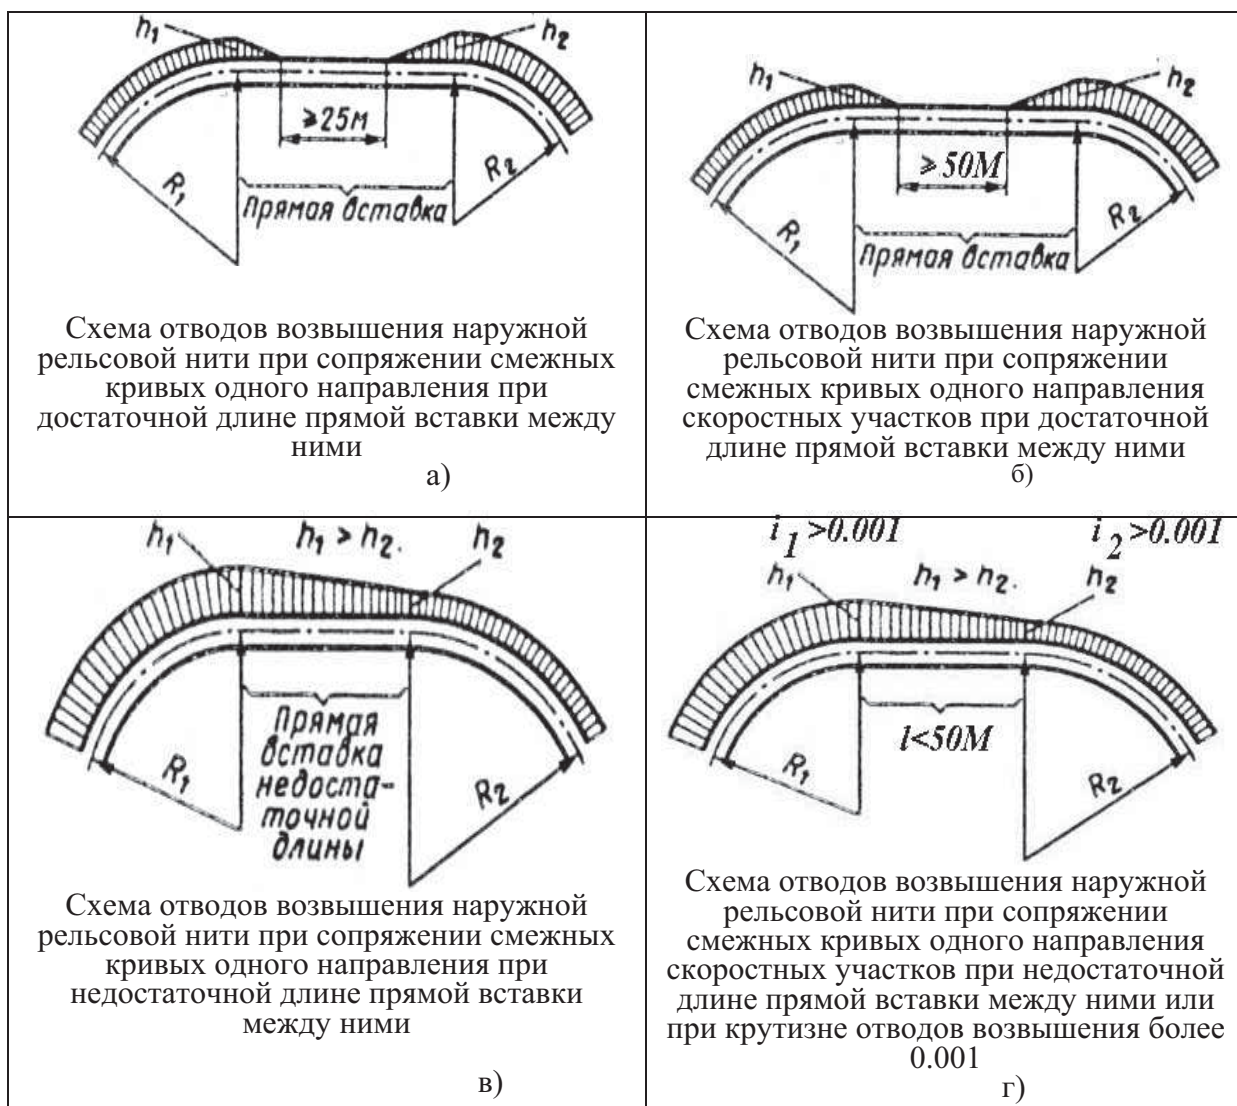 h₁
h₂
≥25м
R₁
R₂
Прямая вставка
Схема отводов возвышения наружной
рельсовой нити при сопряжении смежных
кривых одного направления при
достаточной длине прямой вставки между
ними
а)
h₁
h₂
≥50М
R₁
R₂
Прямая вставка
Схема отводов возвышения наружной
рельсовой нити при сопряжении
смежных кривых одного направления
скоростных участков при достаточной
длине прямой вставки между ними
б)
h₁
h₁ > h₂.
h₂
R₁
Прямая
вставка
недоста-
точной
длины
R₂
Схема отводов возвышения наружной
рельсовой нити при сопряжении смежных
кривых одного направления при
недостаточной длине прямой вставки
между ними
в)
i₁>0.001
i₂>0.001
h₁
h₁ > h₂.
h₂
l<50М
R₁
R₂
Схема отводов возвышения наружной
рельсовой нити при сопряжении
смежных кривых одного направления
скоростных участков при недостаточной
длине прямой вставки между ними или
при крутизне отводов возвышения более
0.001
г)